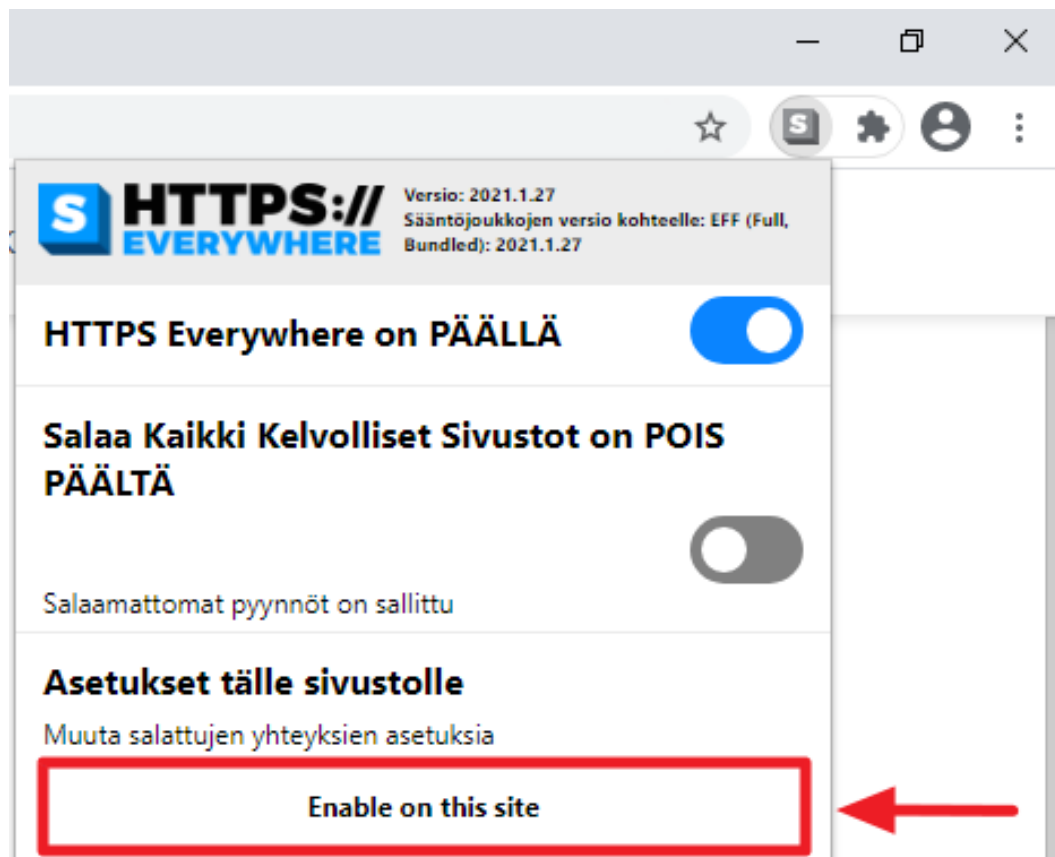 S
S HTTPS://
EVERYWHERE
Versio: 2021.1.27
Sääntöjoukkojen versio kohteelle: EFF (Full,
Bundled): 2021.1.27
HTTPS Everywhere on PÄÄLLÄ
Salaa Kaikki Kelvolliset Sivustot on POIS
PÄÄLTÄ
Salaamattomat pyynnöt on sallittu
Asetukset tälle sivustolle
Muuta salattujen yhteyksien asetuksia
Enable on this site